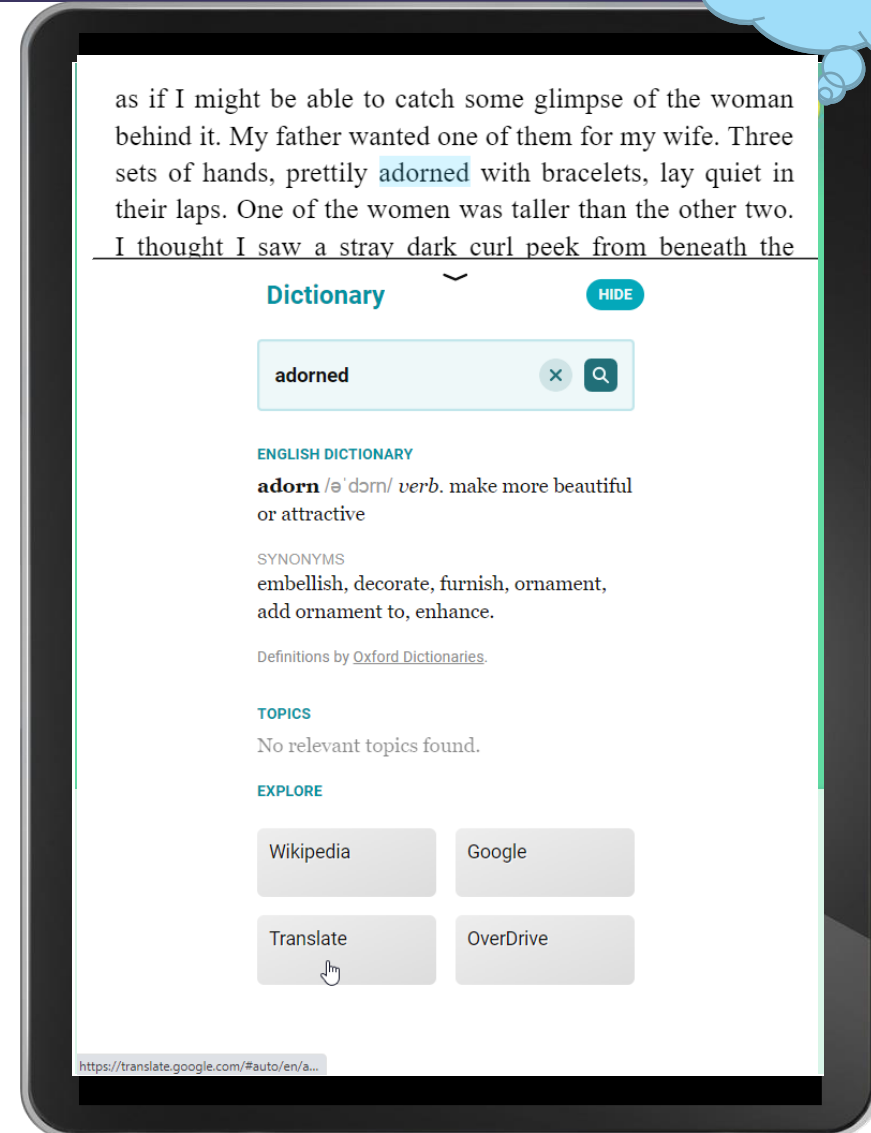 as if I might be able to catch some glimpse of the woman
behind it. My father wanted one of them for my wife. Three
sets of hands, prettily adorned with bracelets, lay quiet in
their laps. One of the women was taller than the other two.
I thought I saw a stray dark curl peek from beneath the
Dictionary
HIDE
adorned
ENGLISH DICTIONARY
adorn /əˈdɔrn/ verb. make more beautiful
or attractive
SYNONYMS
embellish, decorate, furnish, ornament,
add ornament to, enhance.
Definitions by Oxford Dictionaries.
TOPICS
No relevant topics found.
EXPLORE
Wikipedia
Google
Translate
OverDrive
https://translate.google.com/#auto/en/a...